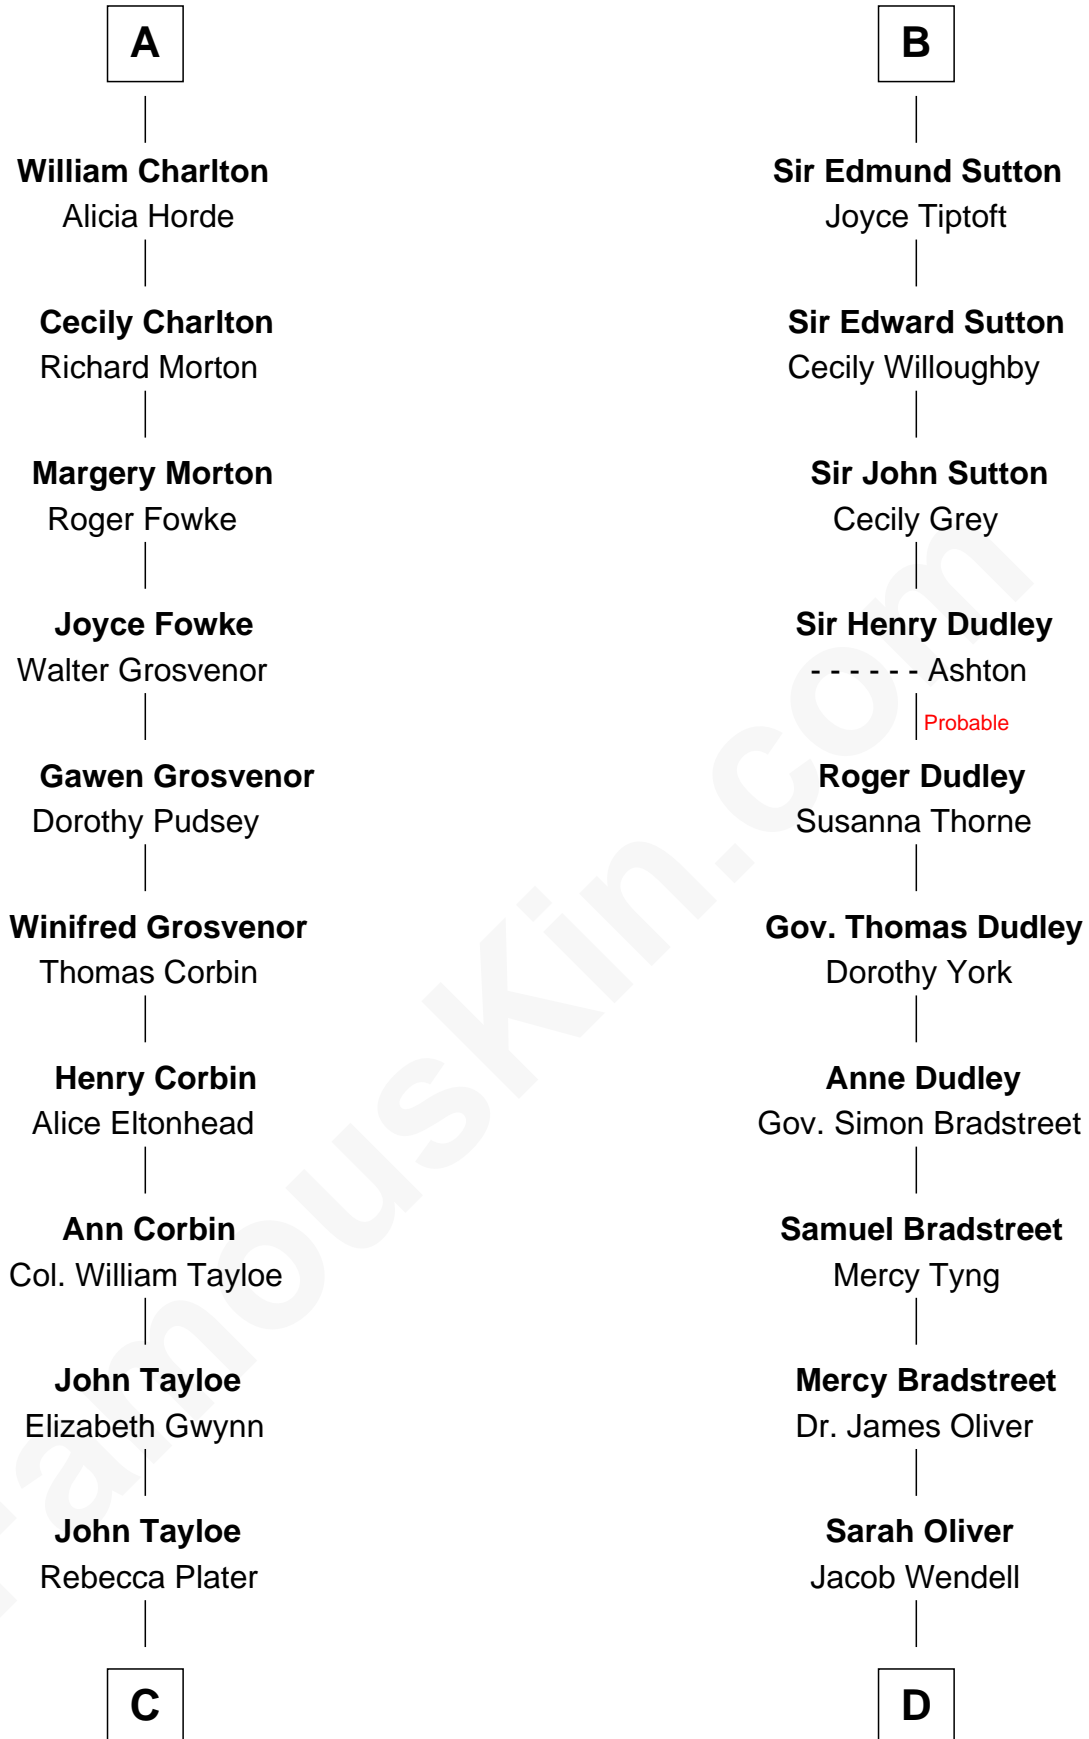 A
William Charlton
Alicia Horde
Cecily Charlton
Richard Morton
Margery Morton
Roger Fowke
Joyce Fowke
Walter Grosvenor
Gawen Grosvenor
Dorothy Pudsey
Winifred Grosvenor
Thomas Corbin
Henry Corbin
Alice Eltonhead
Ann Corbin
Col. William Tayloe
John Tayloe
Elizabeth Gwynn
John Tayloe
Rebecca Plater
C
B
Sir Edmund Sutton
Joyce Tiptoft
Sir Edward Sutton
Cecily Willoughby
Sir John Sutton
Cecily Grey
Sir Henry Dudley
- - - - - - Ashton
Probable
Roger Dudley
Susanna Thorne
Gov. Thomas Dudley
Dorothy York
Anne Dudley
Gov. Simon Bradstreet
Samuel Bradstreet
Mercy Tyng
Mercy Bradstreet
Dr. James Oliver
Sarah Oliver
Jacob Wendell
D
FamousKin.com